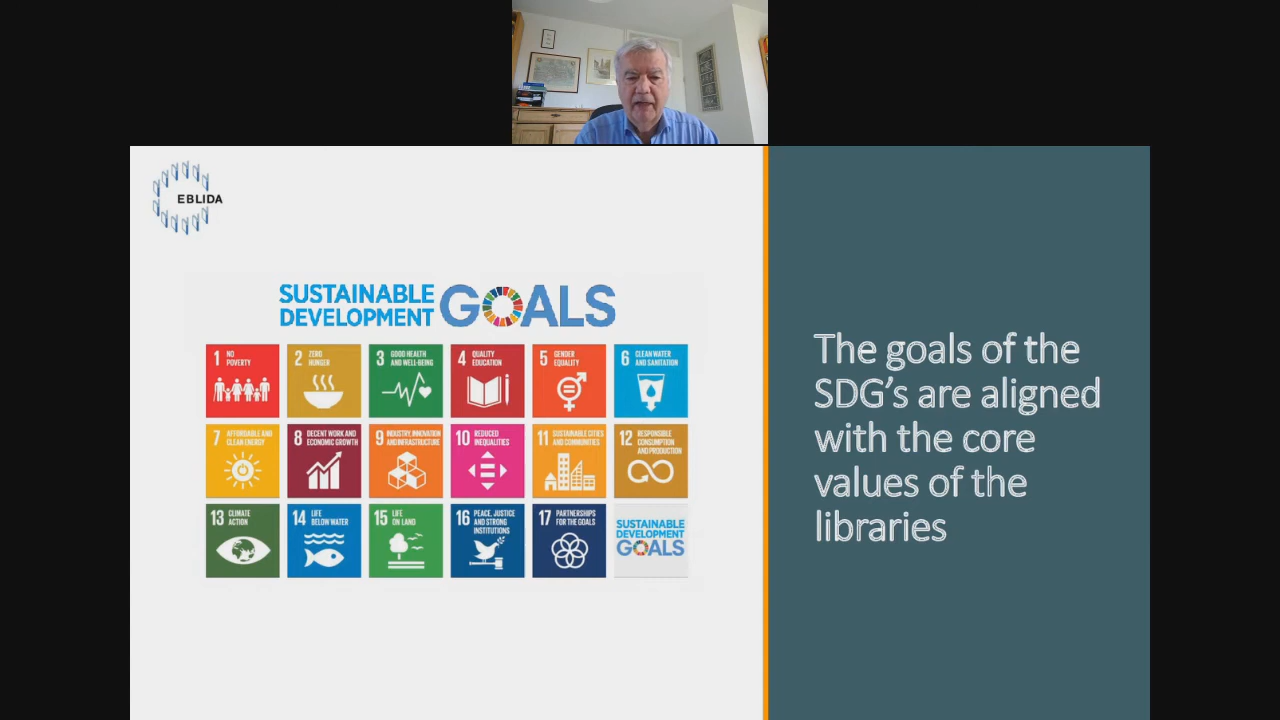 EBLIDA
SUSTAINABLE
DEVELOPMENT
GOALS
1 NO
POVERTY
2 ZERO
HUNGER
3 GOOD HEALTH
AND WELL-BEING
4 QUALITY
EDUCATION
5 GENDER
EQUALITY
6 CLEAN WATER
AND SANITATION
7 AFFORDABLE AND
CLEAN ENERGY
8 DECENT WORK AND
ECONOMIC GROWTH
9 INDUSTRY, INNOVATION
AND INFRASTRUCTURE
10 REDUCED
INEQUALITIES
11 SUSTAINABLE CITIES
AND COMMUNITIES
12 RESPONSIBLE
CONSUMPTION
AND PRODUCTION
13 CLIMATE
ACTION
14 LIFE
BELOW WATER
15 LIFE
ON LAND
16 PEACE, JUSTICE
AND STRONG
INSTITUTIONS
17 PARTNERSHIPS
FOR THE GOALS
SUSTAINABLE
DEVELOPMENT
GOALS
The goals of the
SDG's are aligned
with the core
values of the
libraries